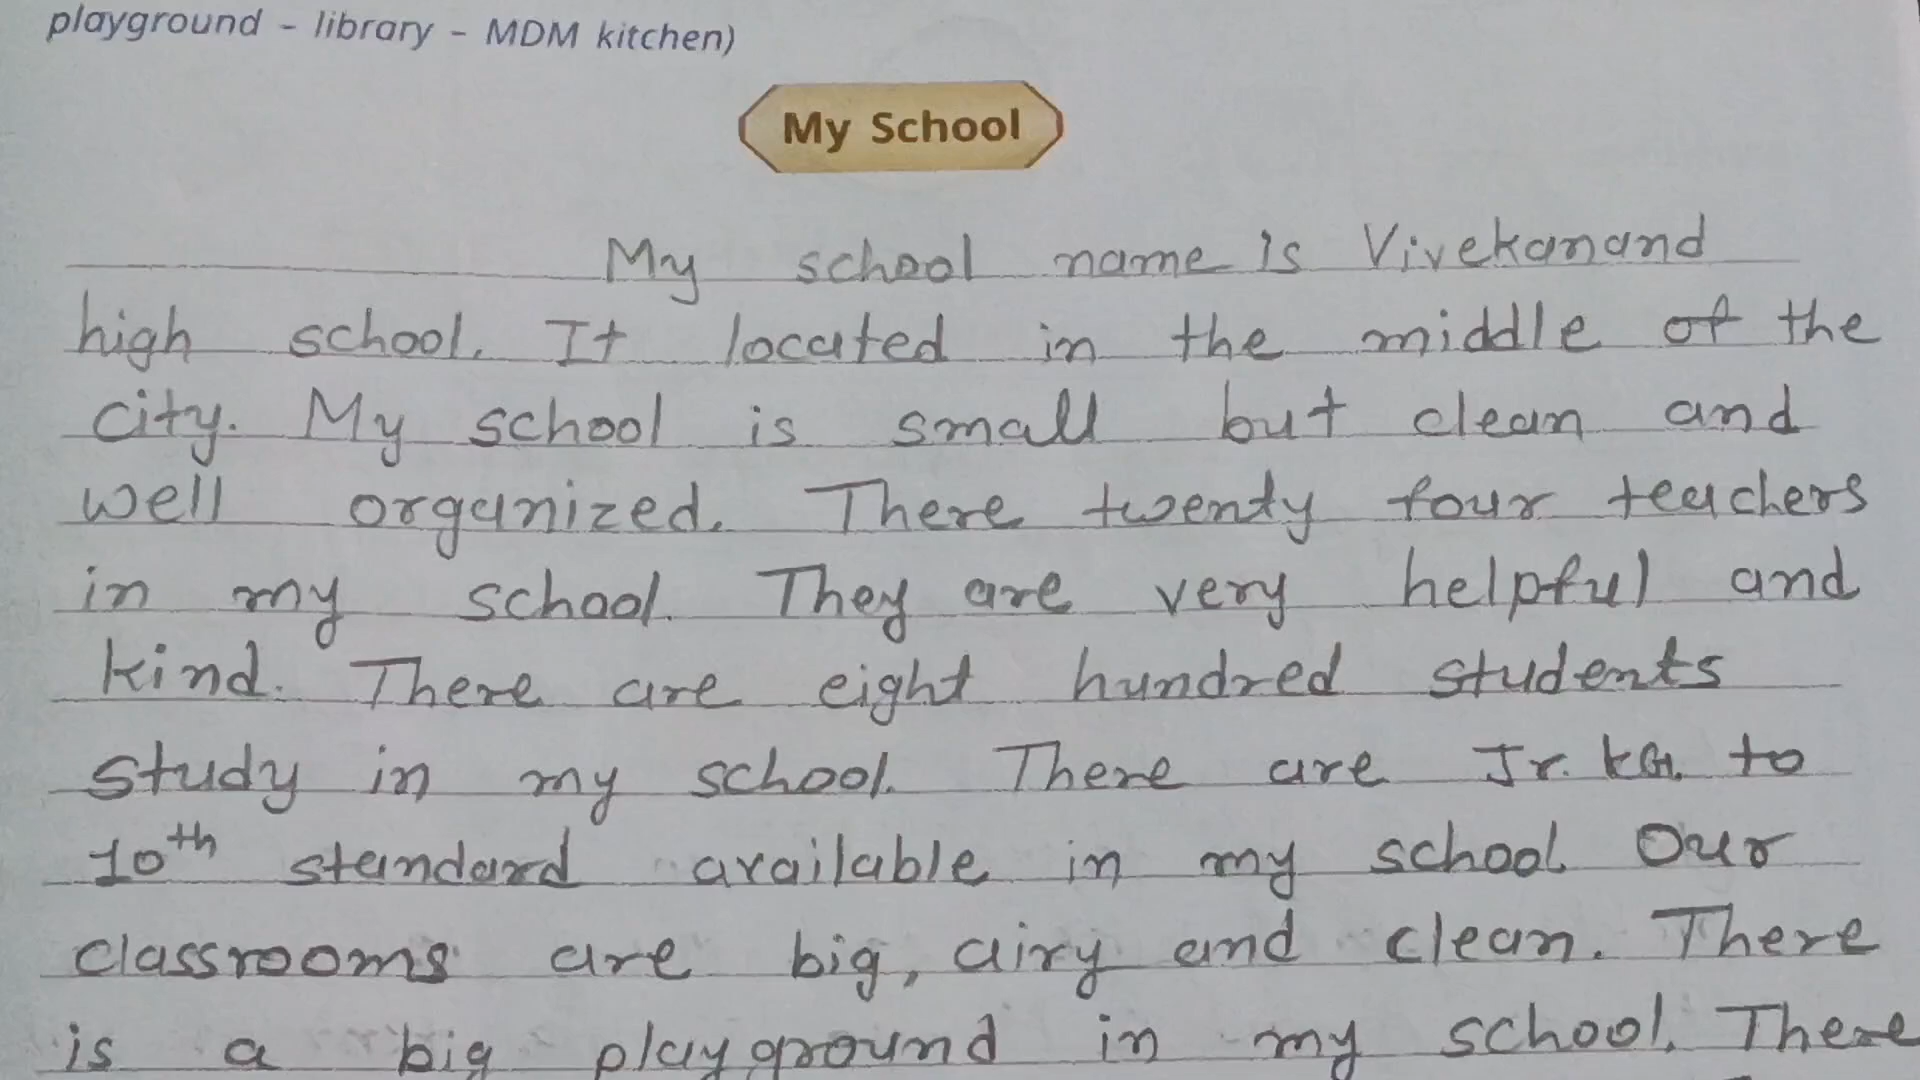 playground - library - MDM kitchen)
My School
My school name is Vivekanand
high school. It located in the middle of the
city. My school is small but clean and
well organized. There twenty four teachers
in my school. They are very helpful and
kind. There are eight hundred students
study in my school. There are Jr. KG. to
10th standard available in my school. Our
classrooms are big, airy and clean. There
is a big playground in my school. There